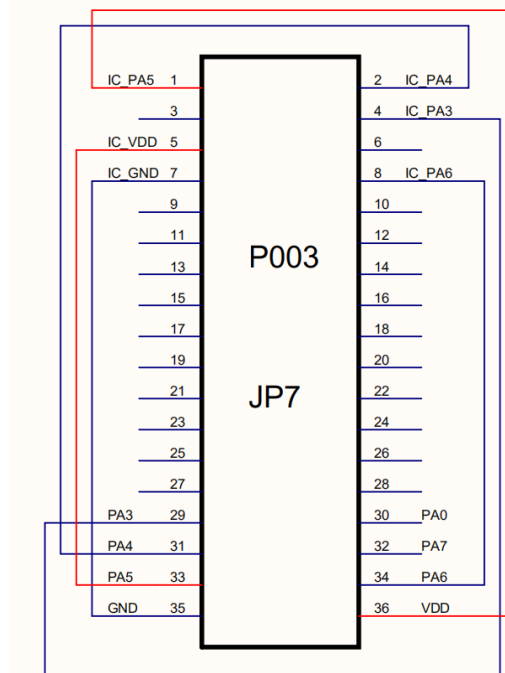 IC_PA5 1 2 IC_PA4
3 4 IC_PA3
IC_VDD 5 6
IC_GND 7 8 IC_PA6
9 10
11 12
P003
13 14
15 16
17 18
19 20
JP7
21 22
23 24
25 26
27 28
PA3 29 30 PA0
PA4 31 32 PA7
PA5 33 34 PA6
GND 35 36 VDD